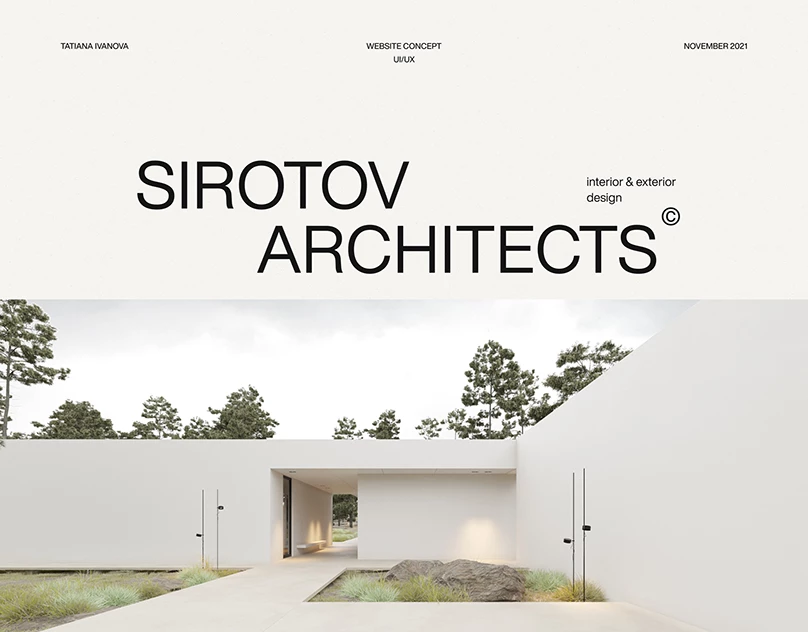 TATIANA IVANOVA
WEBSITE CONCEPT
UI/UX
NOVEMBER 2021
SIROTOV
interior & exterior
design
ARCHITECTS©